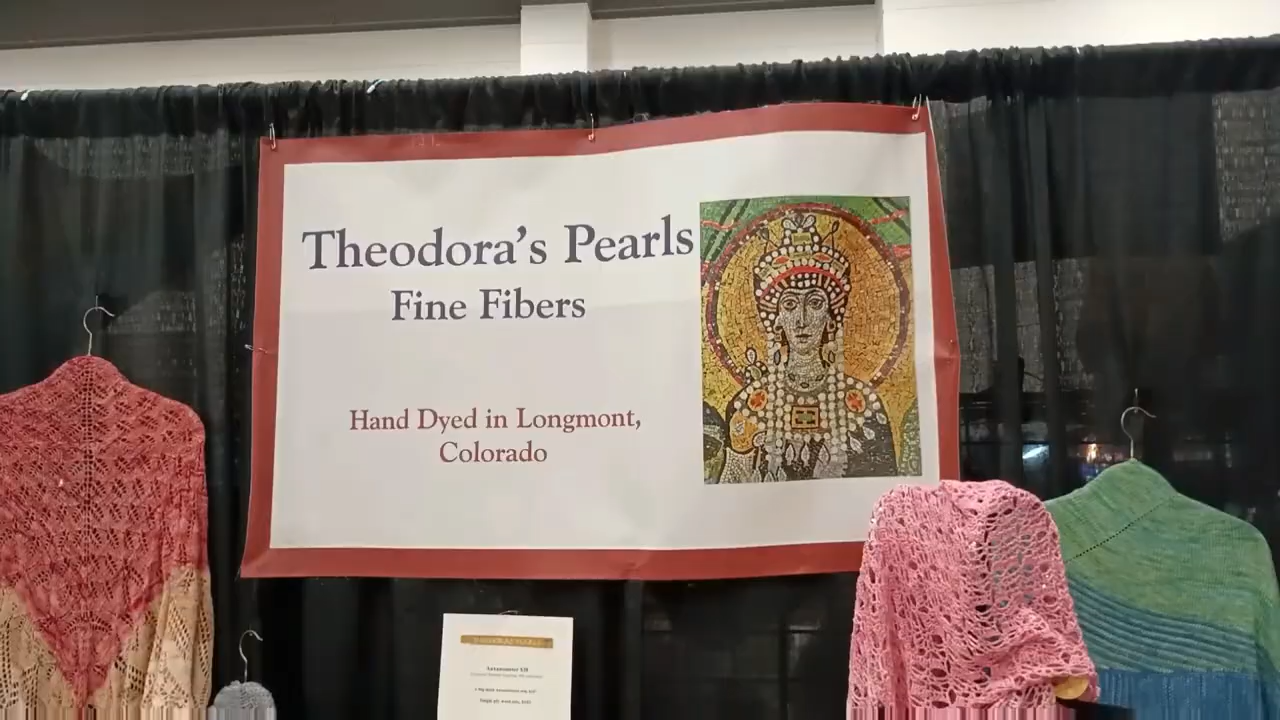 Theodora's Pearls
Fine Fibers
Hand Dyed in Longmont,
Colorado